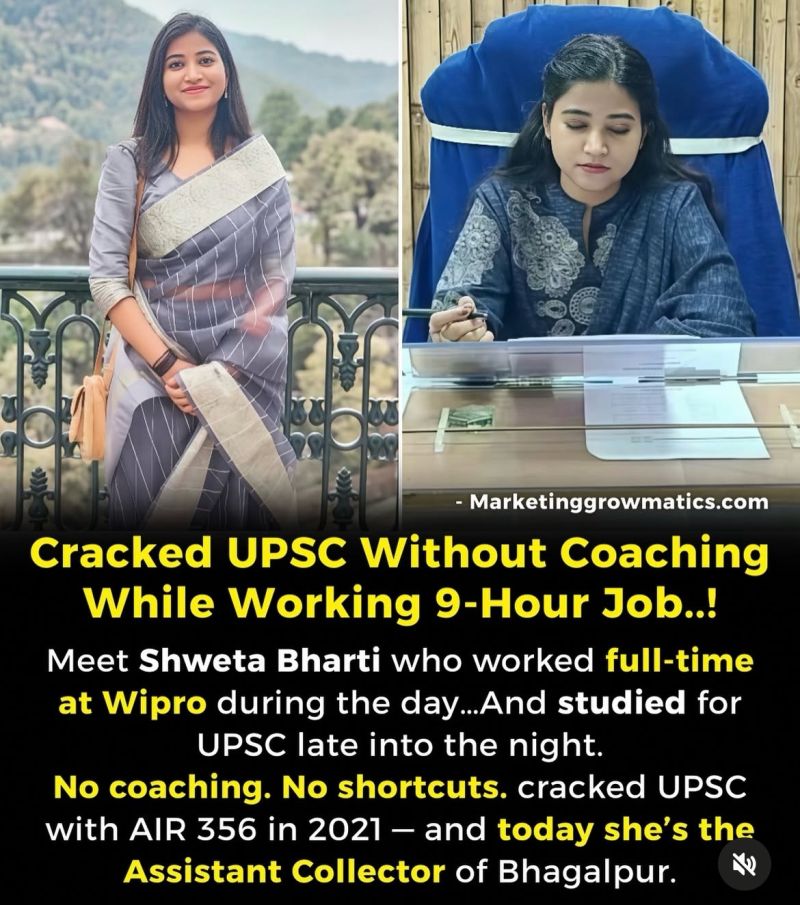 - Marketinggrowmatics.com
Cracked UPSC Without Coaching
While Working 9-Hour Job..!
Meet Shweta Bharti who worked full-time
at Wipro during the day...And studied for
UPSC late into the night.
No coaching. No shortcuts. cracked UPSC
with AIR 356 in 2021 — and today she's the
Assistant Collector of Bhagalpur.